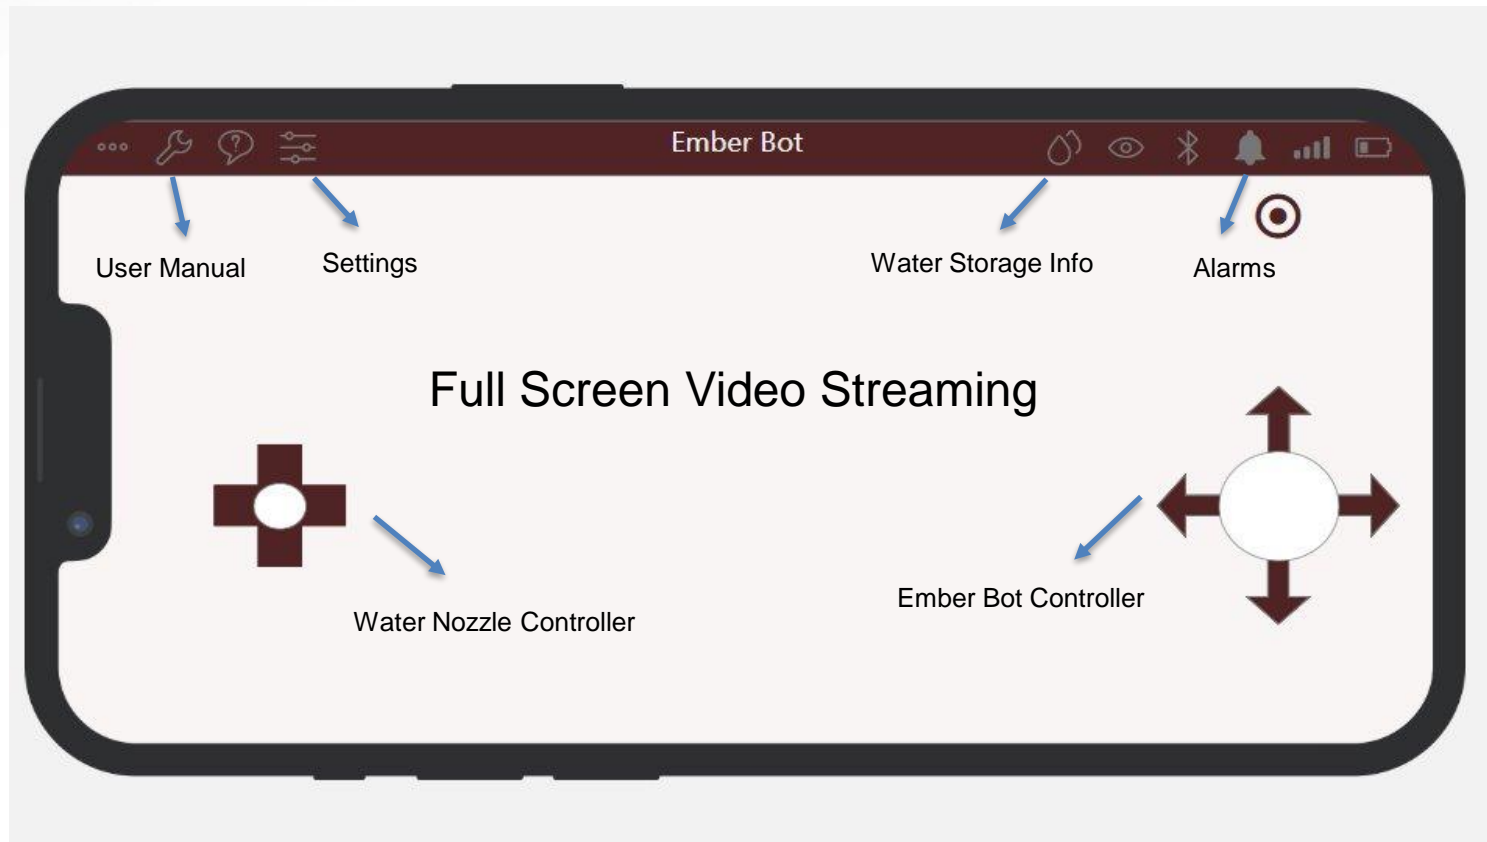 Ember Bot
User Manual
Settings
Water Storage Info
Alarms
Full Screen Video Streaming
Water Nozzle Controller
Ember Bot Controller